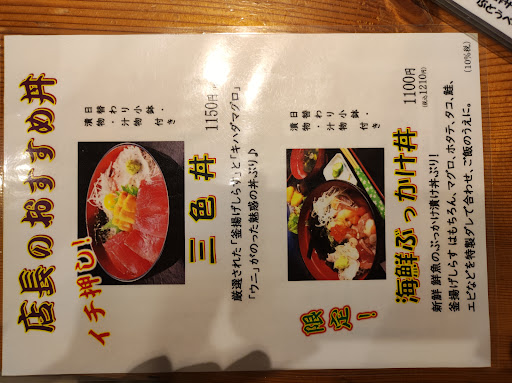 店長のおすすめ丼
イチ押し!
三色丼
日替わり小鉢・
漬物・汁物 付き
1150円
厳選された「釜揚げしらす」と「キハダマグロ」
「ウニ」がのった魅惑の丼ぶり♪
限定!
海鮮ぶっかけ丼
日替わり小鉢・
漬物・汁物 付き
1100円
(税込1210円)
新鮮 鮮魚のぶっかけ漬け丼ぶり!
釜揚げしらすはもちろん、マグロ、ホタテ、タコ、鮭、
エビなどを特製ダレで合わせ、ご飯のうえに。
(10%税)